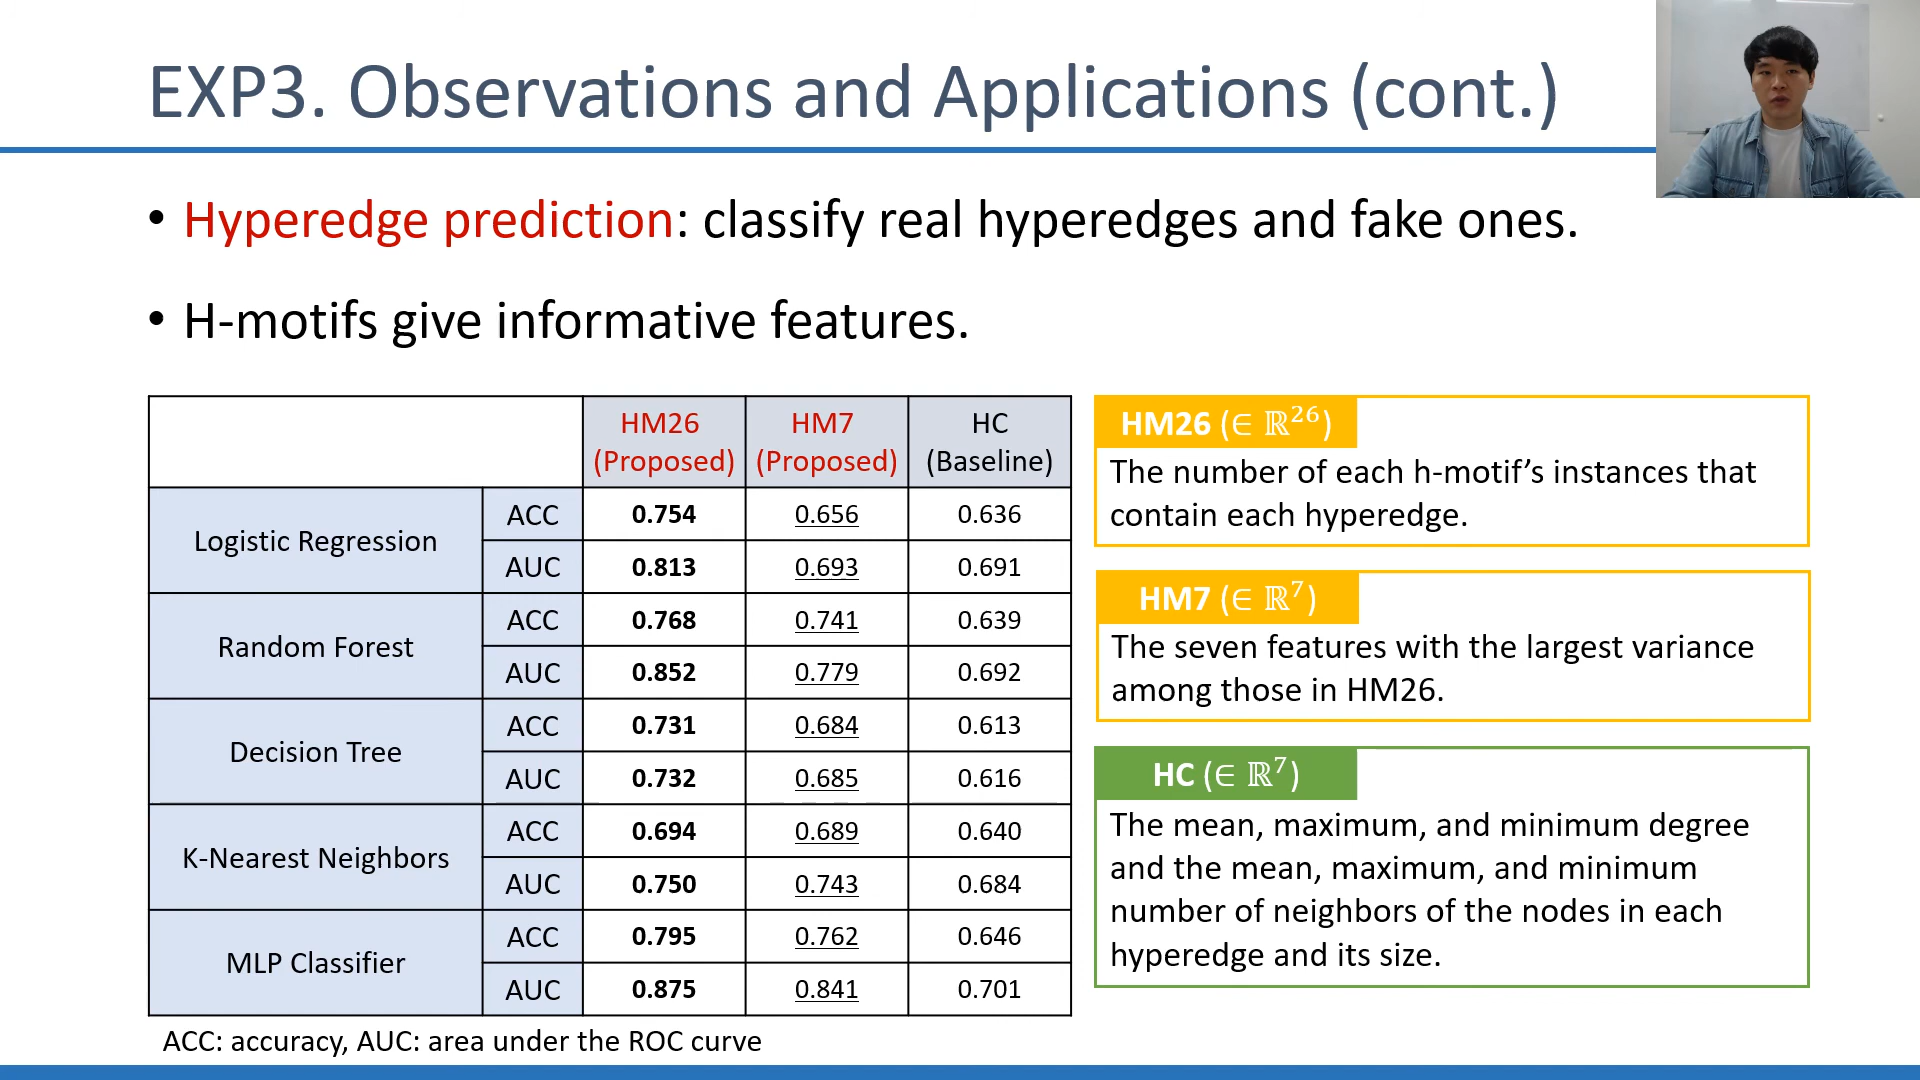 EXP3. Observations and Applications (cont.)
• Hyperedge prediction: classify real hyperedges and fake ones.
• H-motifs give informative features.
HM26 (Proposed) HM7 (Proposed) HC (Baseline)
Logistic Regression ACC 0.754 0.656 0.636
AUC 0.813 0.693 0.691
Random Forest ACC 0.768 0.741 0.639
AUC 0.852 0.779 0.692
Decision Tree ACC 0.731 0.684 0.613
AUC 0.732 0.685 0.616
K-Nearest Neighbors ACC 0.694 0.689 0.640
AUC 0.750 0.743 0.684
MLP Classifier ACC 0.795 0.762 0.646
AUC 0.875 0.841 0.701
ACC: accuracy, AUC: area under the ROC curve
HM26 (∈ ℝ²⁶)
The number of each h-motif’s instances that
contain each hyperedge.
HM7 (∈ ℝ⁷)
The seven features with the largest variance
among those in HM26.
HC (∈ ℝ⁷)
The mean, maximum, and minimum degree
and the mean, maximum, and minimum
number of neighbors of the nodes in each
hyperedge and its size.